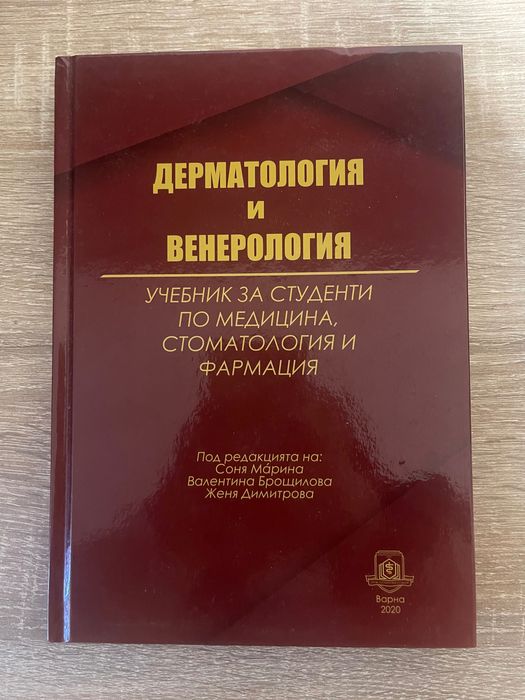 ДЕРМАТОЛОГИЯ
И
ВЕНЕРОЛОГИЯ
УЧЕБНИК ЗА СТУДЕНТИ
ПО МЕДИЦИНА,
СТОМАТОЛОГИЯ И
ФАРМАЦИЯ
Под редакцията на:
Соня Мáрина
Валентина Брощилова
Женя Димитрова
Варна
2020